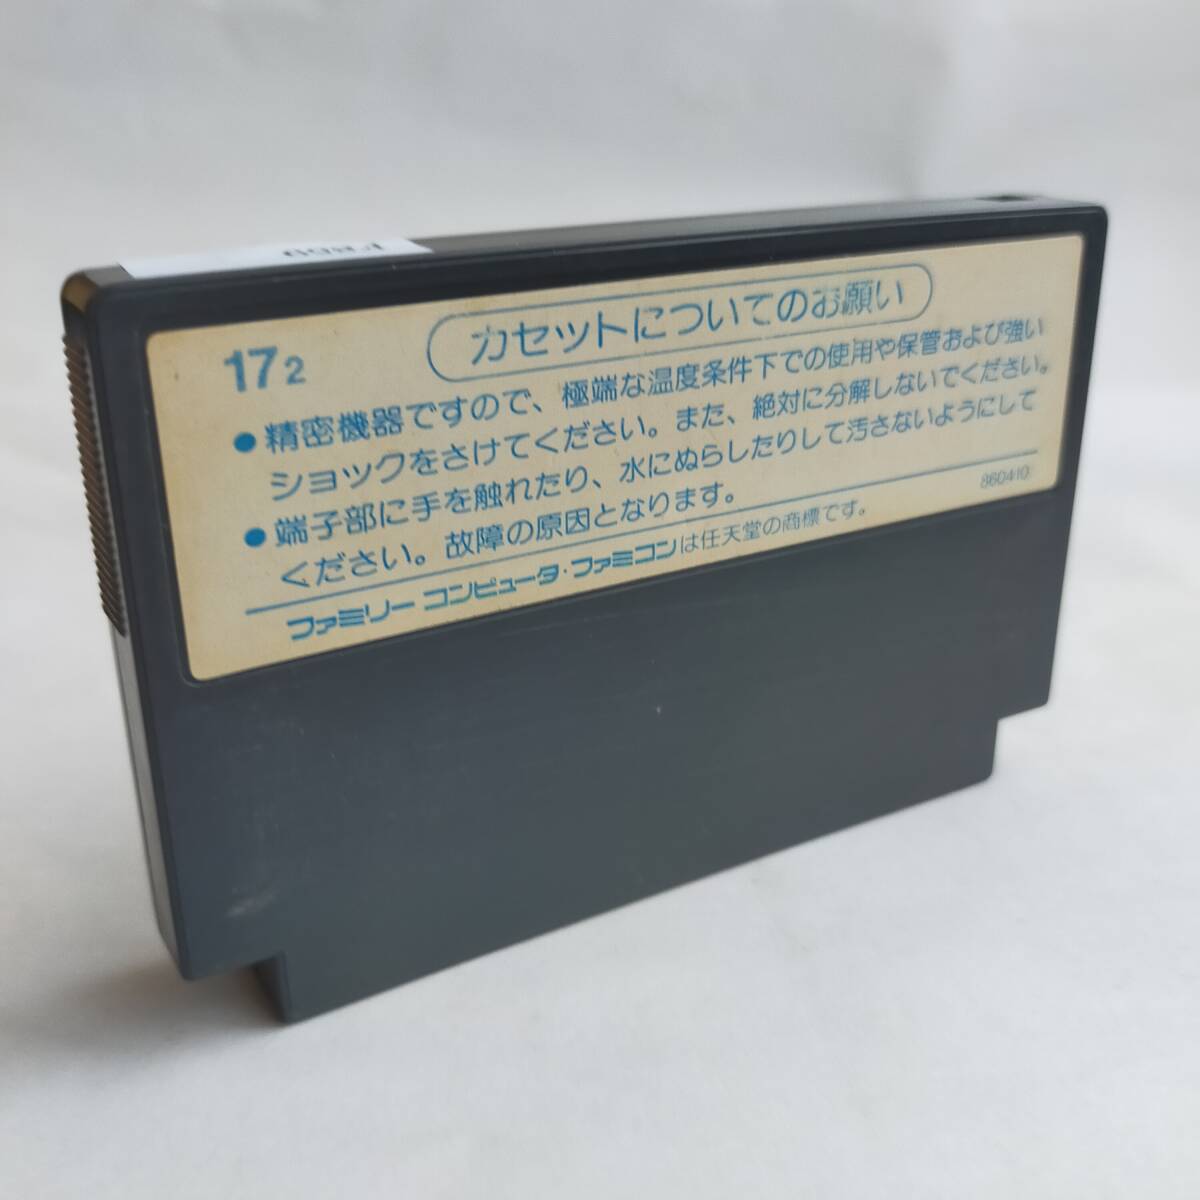 カセットについてのお願い
172
●精密機器ですので、極端な温度条件下での使用や保管および強い
ショックをさけてください。また、絶対に分解しないでください。
●端子部に手を触れたり、水にぬらしたりして汚さないようにして
ください。故障の原因となります。
860410
ファミリー コンピュータ・ファミコンは任天堂の商標です。